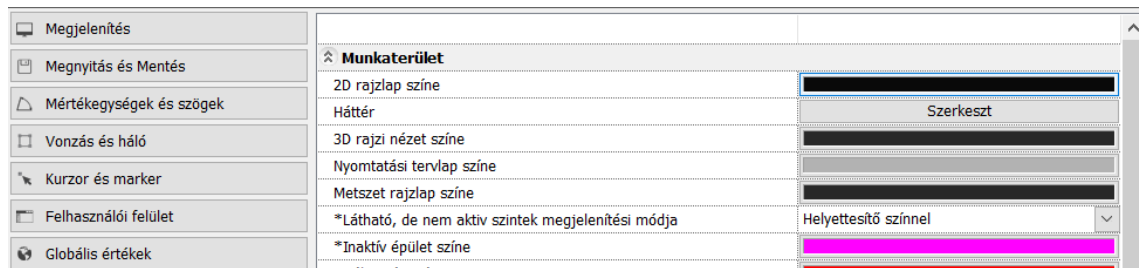 Megjelenítés
Megnyitás és Mentés
Mértékegységek és szögek
Vonzás és háló
Kurzor és marker
Felhasználói felület
Globális értékek
Munkaterület
2D rajzlap színe
Háttér Szerkeszt
3D rajzi nézet színe
Nyomtatási tervlap színe
Metszet rajzlap színe
*Látható, de nem aktiv szintek megjelenítési módja Helyettesítő színnel
*Inaktív épület színe